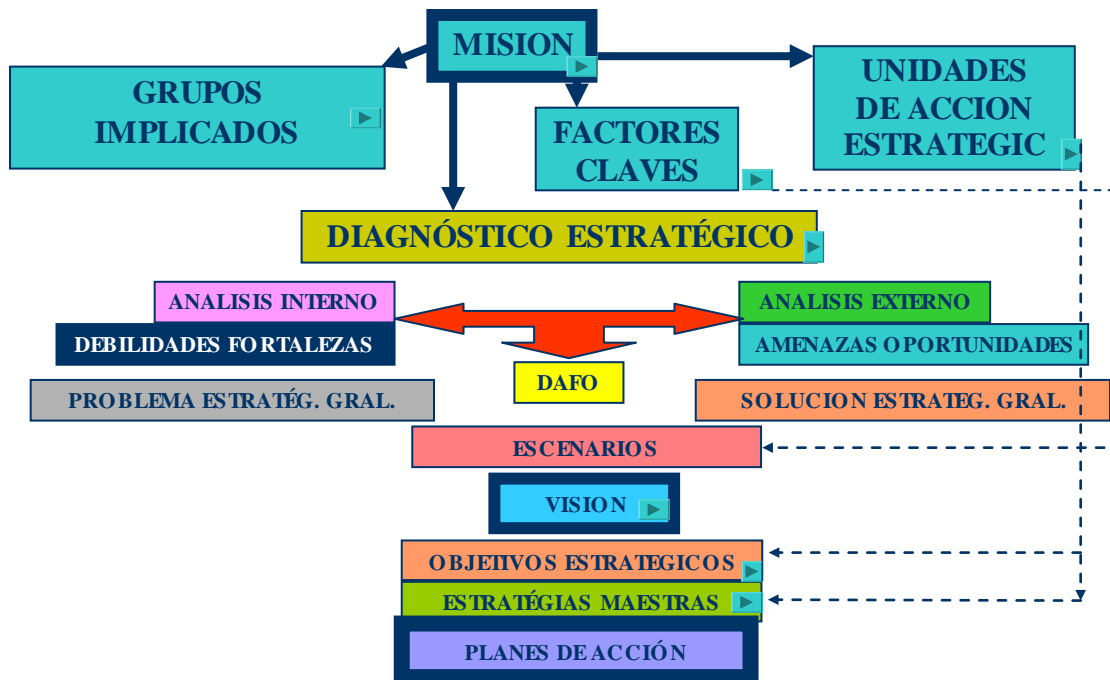 MISION
GRUPOS
IMPLICADOS
FACTORES
CLAVES
UNIDADES
DE ACCION
ESTRATEGIC
DIAGNÓSTICO ESTRATÉGICO
ANALISIS INTERNO
ANALISIS EXTERNO
DEBILIDADES FORTALEZAS
AMENAZAS OPORTUNIDADES
DAFO
PROBLEMA ESTRATÉG. GRAL.
SOLUCION ESTRATEG. GRAL.
ESCENARIOS
VISION
OBJETIVOS ESTRATEGICOS
ESTRATÉGIAS MAESTRAS
PLANES DE ACCIÓN